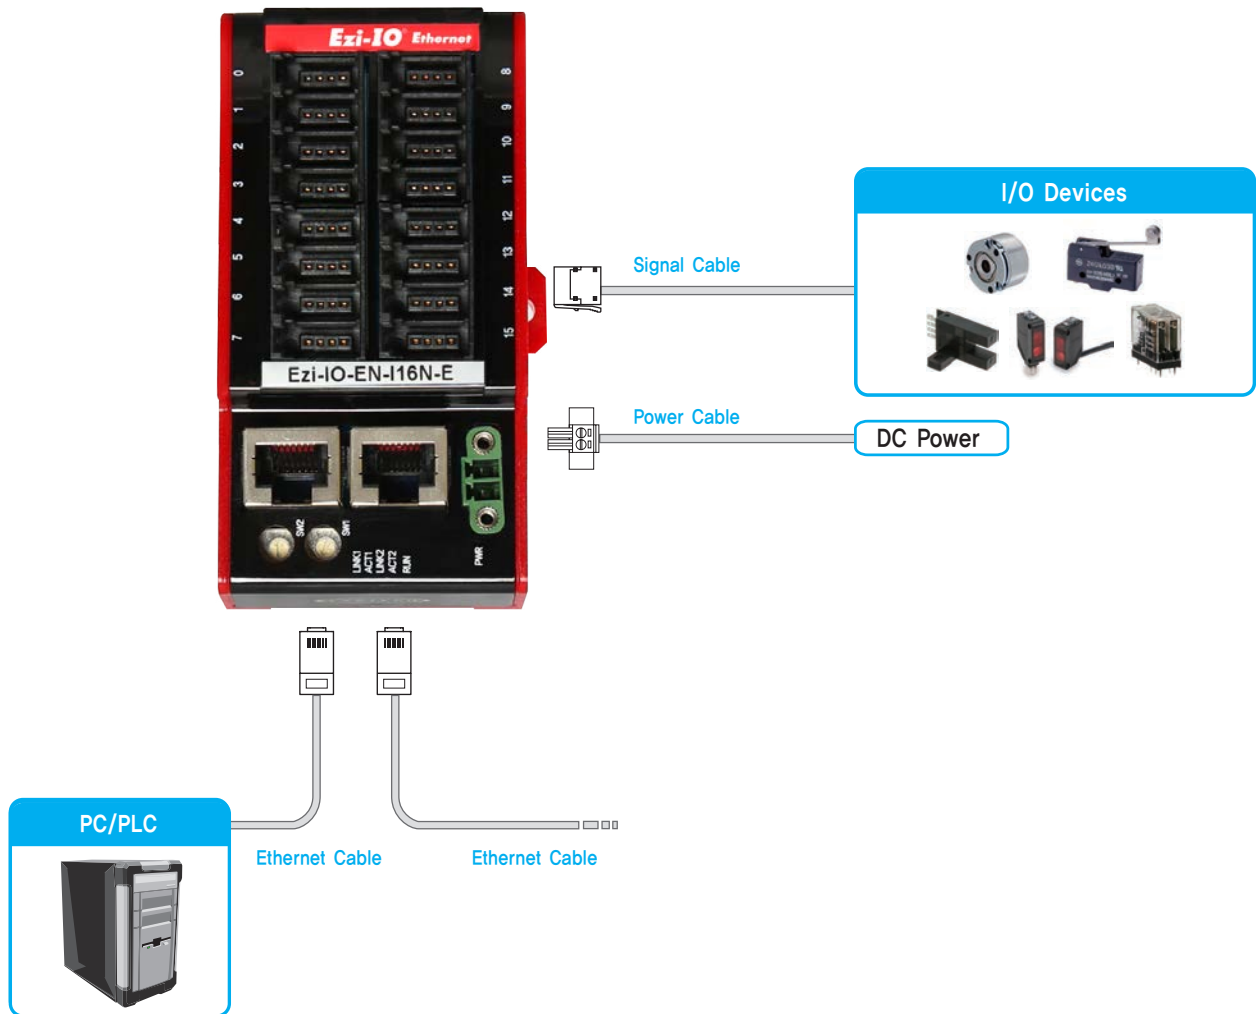 Ezi-IO Ethernet
0
8
1
9
2
10
3
11
4
12
5
13
6
14
7
15
Ezi-IO-EN-I16N-E
SW2
SW1
LINK1
ACT1
LINK2
ACT2
RUN
PWR
Signal Cable
I/O Devices
Power Cable
DC Power
PC/PLC
Ethernet Cable
Ethernet Cable